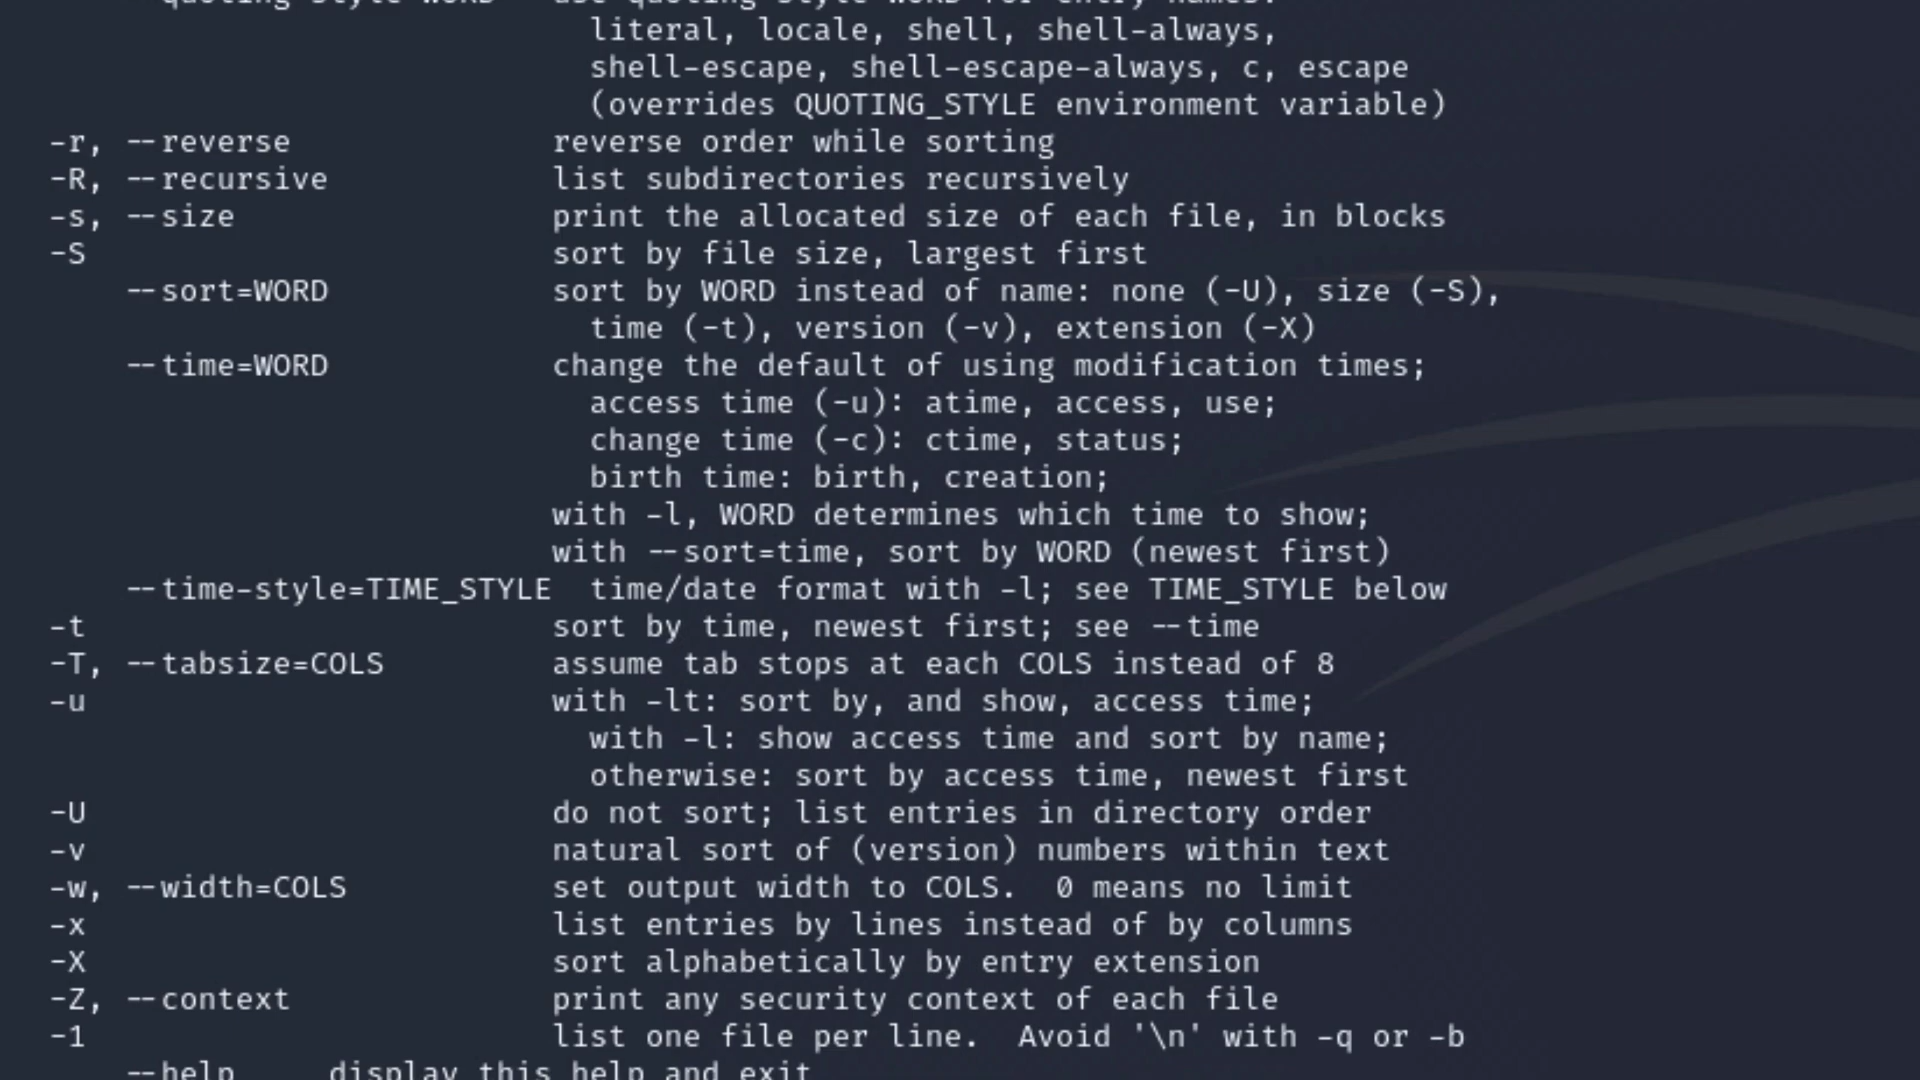 literal, locale, shell, shell-always,
shell-escape, shell-escape-always, c, escape
(overrides QUOTING_STYLE environment variable)
-r, --reverse              reverse order while sorting
-R, --recursive            list subdirectories recursively
-s, --size                 print the allocated size of each file, in blocks
-S                         sort by file size, largest first
--sort=WORD            sort by WORD instead of name: none (-U), size (-S),
time (-t), version (-v), extension (-X)
--time=WORD            change the default of using modification times;
access time (-u): atime, access, use;
change time (-c): ctime, status;
birth time: birth, creation;
with -l, WORD determines which time to show;
with --sort=time, sort by WORD (newest first)
--time-style=TIME_STYLE  time/date format with -l; see TIME_STYLE below
-t                         sort by time, newest first; see --time
-T, --tabsize=COLS         assume tab stops at each COLS instead of 8
-u                         with -lt: sort by, and show, access time;
with -l: show access time and sort by name;
otherwise: sort by access time, newest first
-U                         do not sort; list entries in directory order
-v                         natural sort of (version) numbers within text
-w, --width=COLS           set output width to COLS.  0 means no limit
-x                         list entries by lines instead of by columns
-X                         sort alphabetically by entry extension
-Z, --context              print any security context of each file
-1                         list one file per line.  Avoid '\n' with -q or -b
--help     display this help and exit